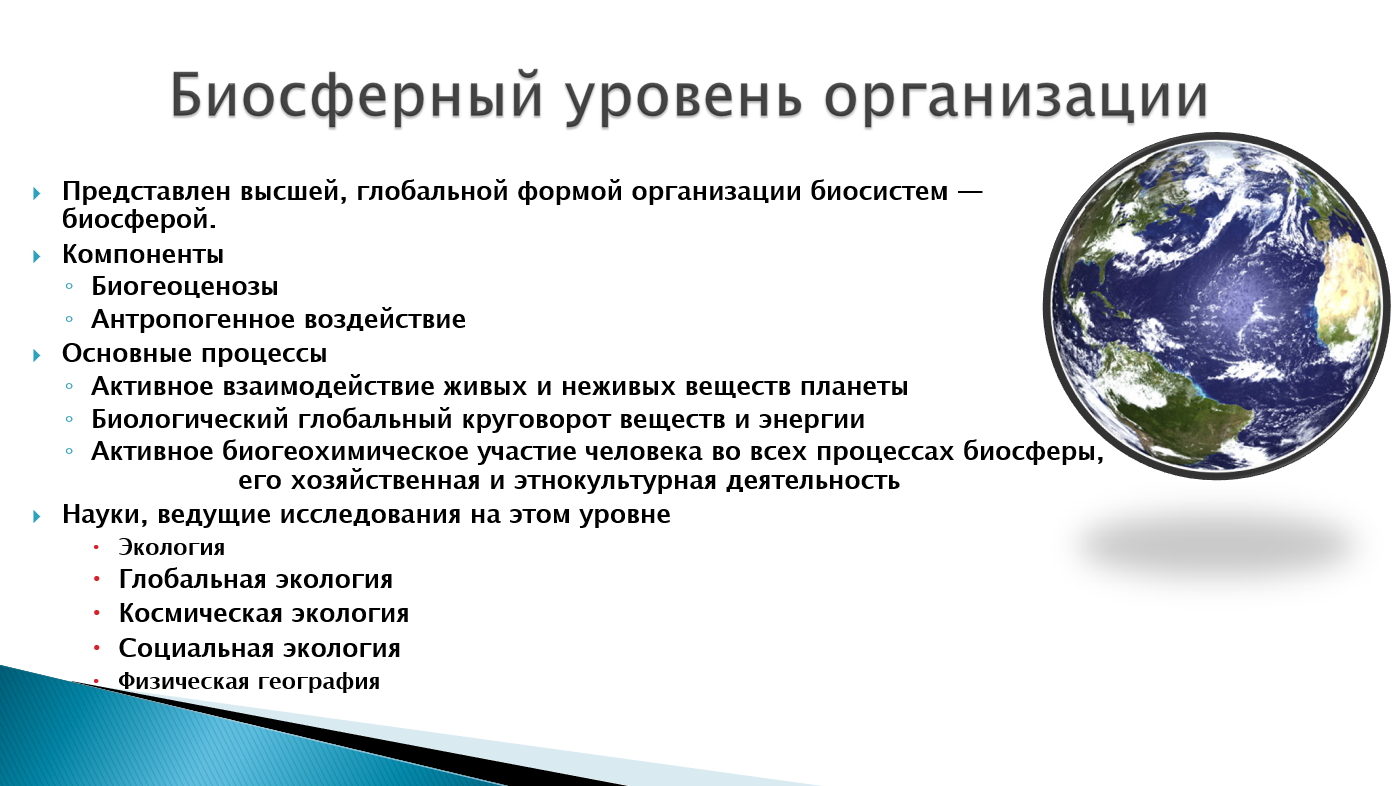 Биосферный уровень организации
Представлен высшей, глобальной формой организации биосистем —
биосферой.
Компоненты
Биогеоценозы
Антропогенное воздействие
Основные процессы
Активное взаимодействие живых и неживых веществ планеты
Биологический глобальный круговорот веществ и энергии
Активное биогеохимическое участие человека во всех процессах биосферы,
его хозяйственная и этнокультурная деятельность
Науки, ведущие исследования на этом уровне
Экология
Глобальная экология
Космическая экология
Социальная экология
Физическая география